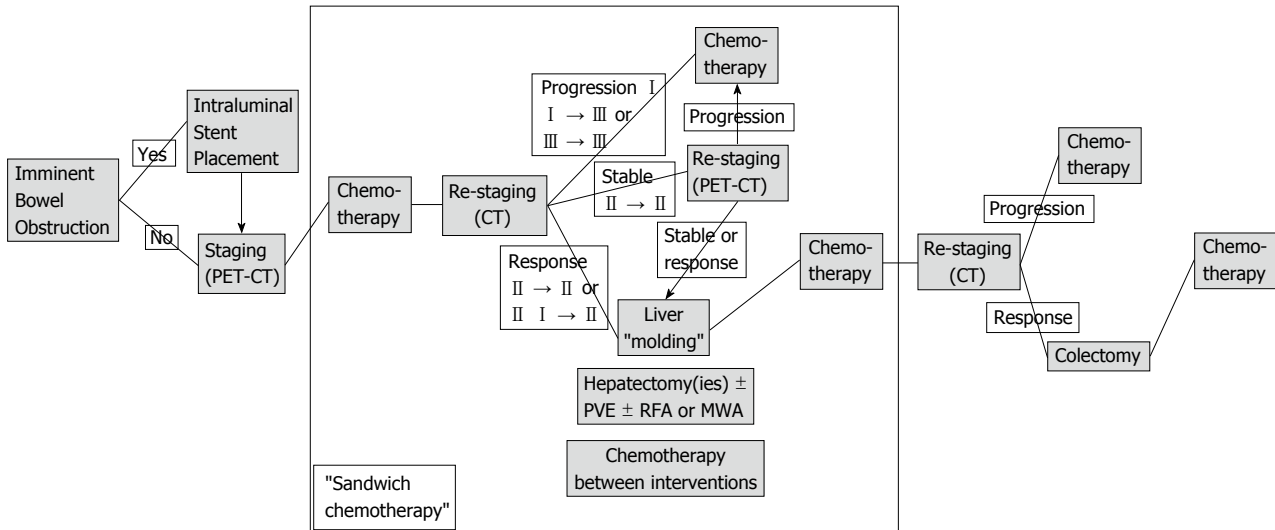 Imminent
Bowel
Obstruction
Yes
No
Intraluminal
Stent
Placement
Staging
(PET-CT)
Chemo-
therapy
Re-staging
(CT)
Progression Ⅰ
Ⅰ → Ⅲ or
Ⅲ → Ⅲ
Stable
Ⅱ → Ⅱ
Response
Ⅱ → Ⅱ or
Ⅱ Ⅰ → Ⅱ
Chemo-
therapy
Progression
Re-staging
(PET-CT)
Stable or
response
Liver
"molding"
Hepatectomy(ies) ±
PVE ± RFA or MWA
Chemotherapy
between interventions
"Sandwich
chemotherapy"
Chemo-
therapy
Re-staging
(CT)
Progression
Response
Chemo-
therapy
Colectomy
Chemo-
therapy